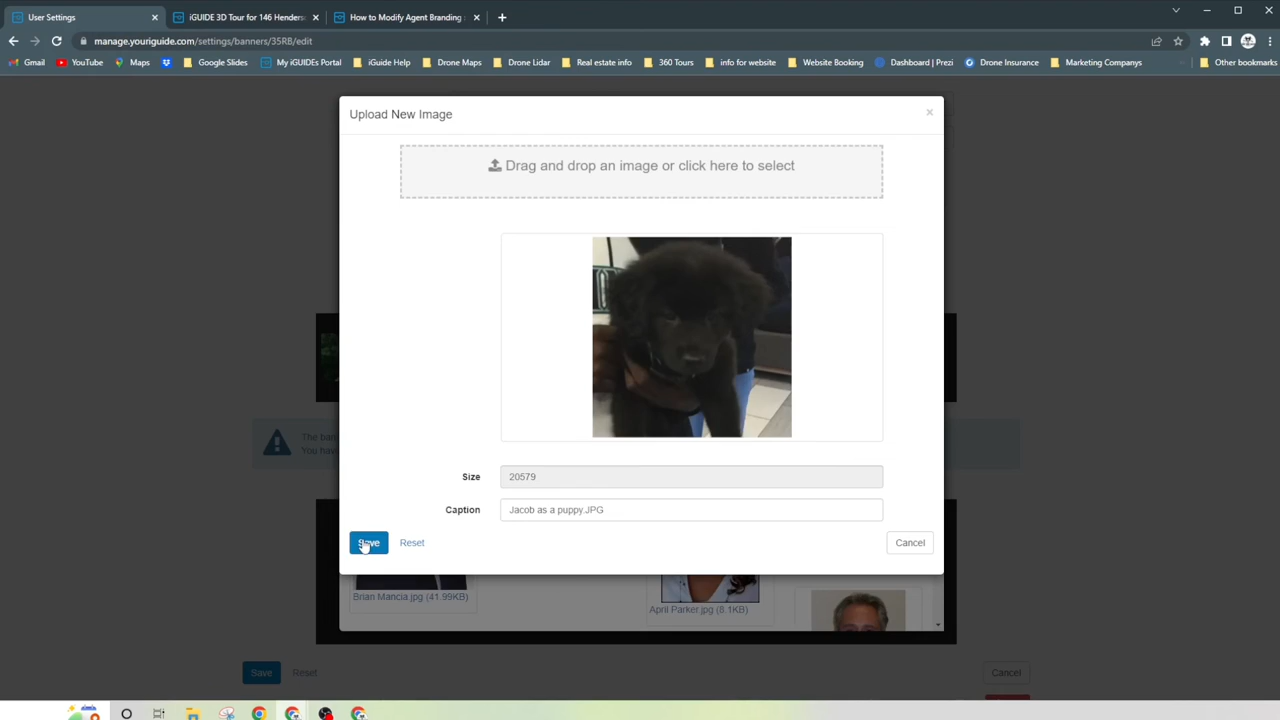 User Settings
iGUIDE 3D Tour for 146 Henders
How to Modify Agent Branding
manage.youriguide.com/settings/banners/35RB/edit
Gmail
YouTube
Maps
Google Slides
My iGUIDEs Portal
iGuide Help
Drone Maps
Drone Lidar
Real estate info
360 Tours
info for website
Website Booking
Dashboard | Prezi
Drone Insurance
Marketing Companys
Other bookmarks
Upload New Image
Drag and drop an image or click here to select
The ban
You have
Size
20579
Caption
Jacob as a puppy.JPG
Save
Reset
Cancel
Brian Mancia.jpg (41.99KB)
April Parker.jpg (8.1KB)
Save
Reset
Cancel